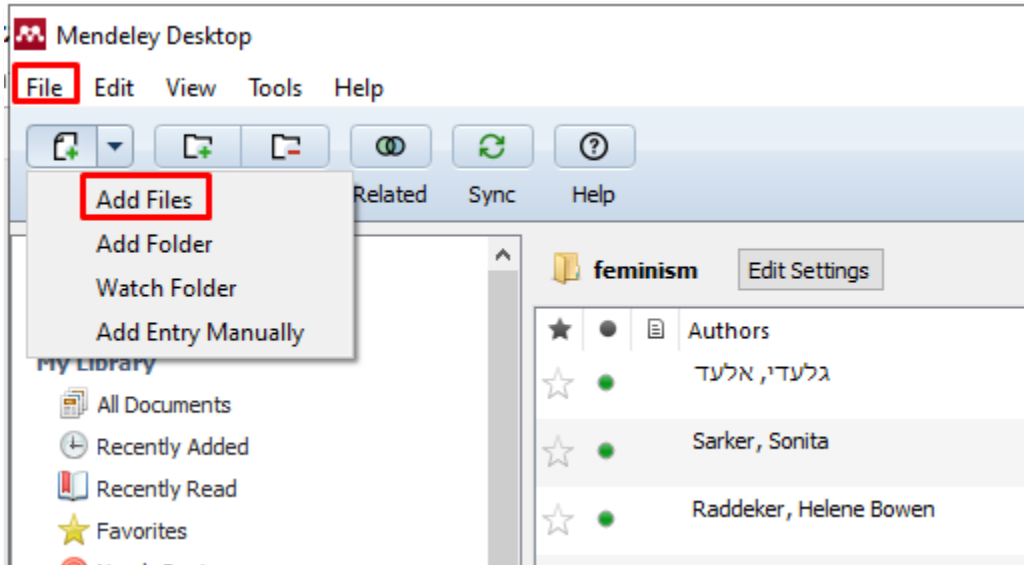 Mendeley Desktop
File Edit View Tools Help
Related Sync Help
Add Files
Add Folder
Watch Folder
Add Entry Manually
My Library
All Documents
Recently Added
Recently Read
Favorites
feminism Edit Settings
Authors
גלעדי, אלעד
Sarker, Sonita
Raddeker, Helene Bowen